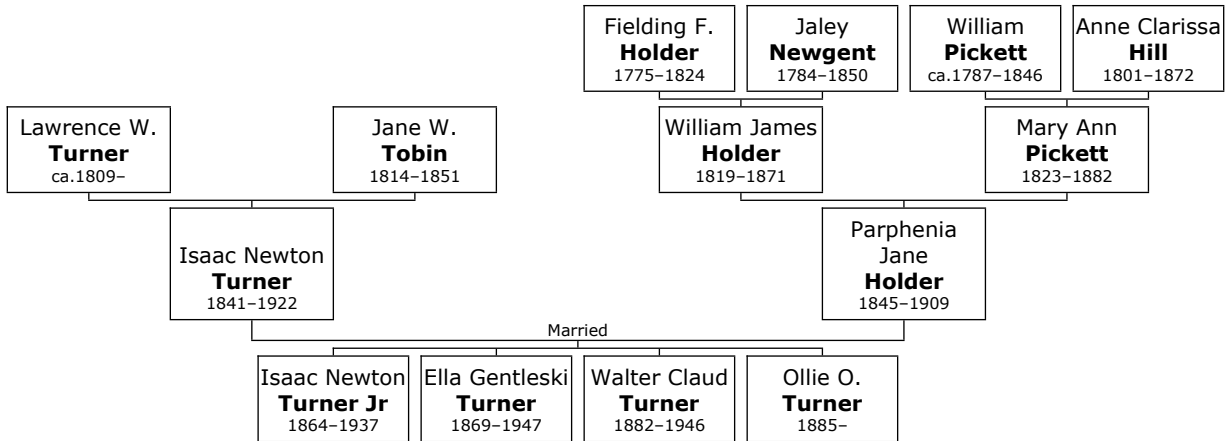 Fielding F.
Holder
1775–1824
Jaley
Newgent
1784–1850
William
Pickett
ca.1787–1846
Anne Clarissa
Hill
1801–1872
Lawrence W.
Turner
ca.1809–
Jane W.
Tobin
1814–1851
William James
Holder
1819–1871
Mary Ann
Pickett
1823–1882
Isaac Newton
Turner
1841–1922
Parphenia
Jane
Holder
1845–1909
Married
Isaac Newton
Turner Jr
1864–1937
Ella Gentleski
Turner
1869–1947
Walter Claud
Turner
1882–1946
Ollie O.
Turner
1885–